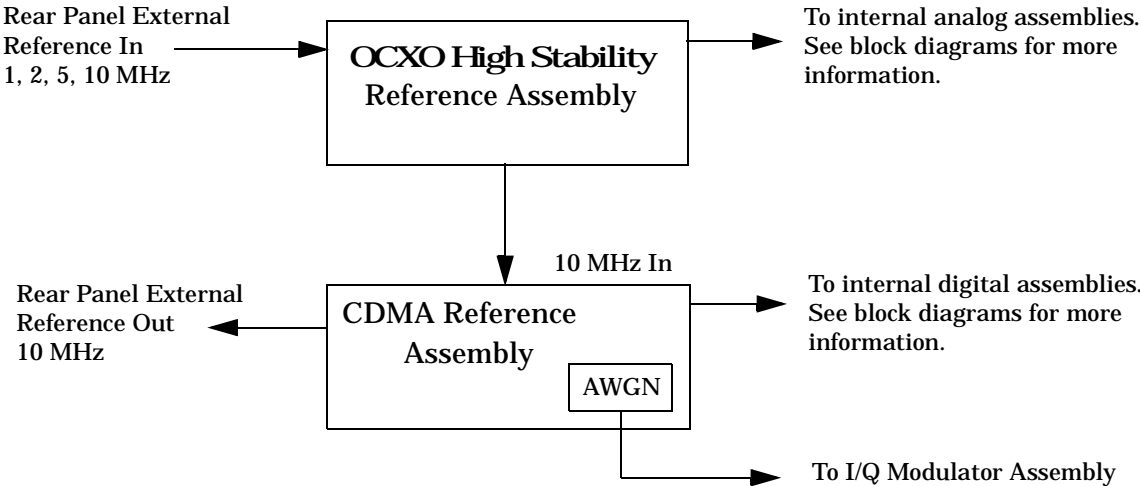 Rear Panel External
Reference In
1, 2, 5, 10 MHz
OCXO High Stability
Reference Assembly
To internal analog assemblies.
See block diagrams for more
information.
10 MHz In
Rear Panel External
Reference Out
10 MHz
CDMA Reference
Assembly
AWGN
To internal digital assemblies.
See block diagrams for more
information.
To I/Q Modulator Assembly